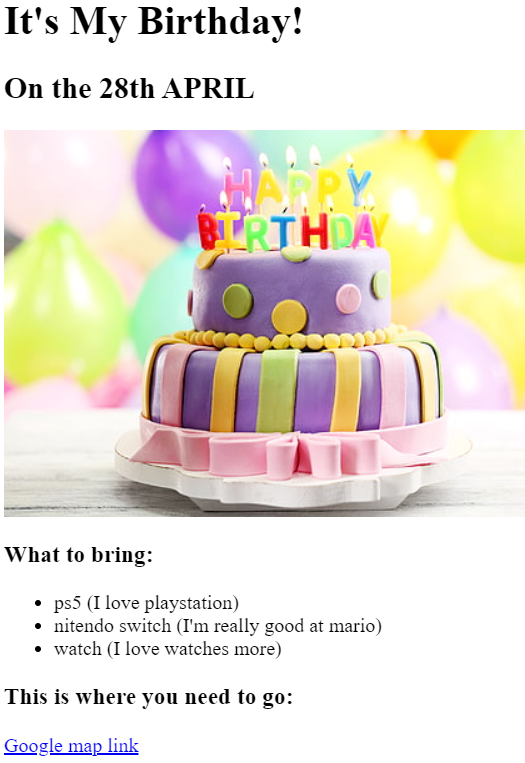 It's My Birthday!
On the 28th APRIL
HAPPY
BIRTHDAY
What to bring:
ps5 (I love playstation)
nitendo switch (I'm really good at mario)
watch (I love watches more)
This is where you need to go:
Google map link